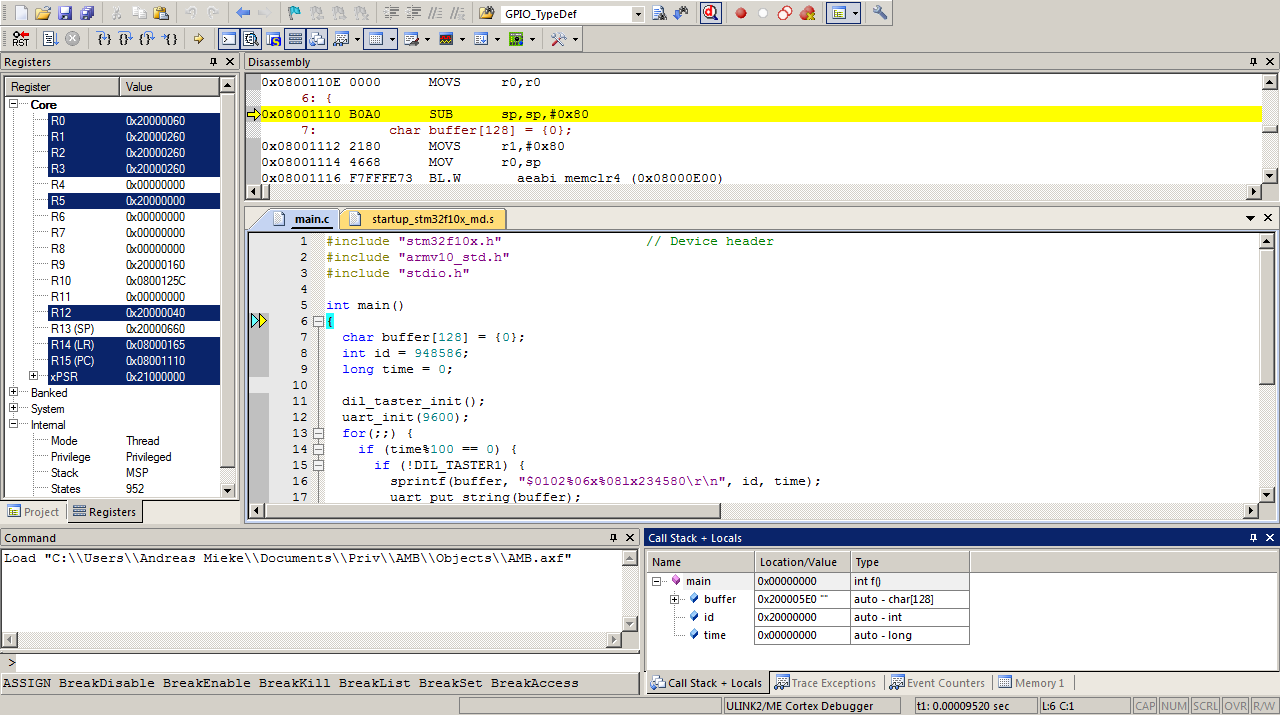 GPIO_TypeDef
RST
Registers
Register Value
Core
R0 0x20000060
R1 0x20000260
R2 0x20000260
R3 0x20000260
R4 0x00000000
R5 0x20000000
R6 0x00000000
R7 0x00000000
R8 0x00000000
R9 0x20000160
R10 0x0800125C
R11 0x00000000
R12 0x20000040
R13 (SP) 0x20000660
R14 (LR) 0x08000165
R15 (PC) 0x08001110
xPSR 0x21000000
Banked
System
Internal
Mode Thread
Privilege Privileged
Stack MSP
States 952
Project Registers
Disassembly
0x0800110E 0000 MOVS r0,r0
6: {
0x08001110 B0A0 SUB sp,sp,#0x80
7: char buffer[128] = {0};
0x08001112 2180 MOVS r1,#0x80
0x08001114 4668 MOV r0,sp
0x08001116 F7FFFE73 BL.W aeabi memclr4 (0x08000E00)
main.c startup_stm32f10x_md.s
1 #include "stm32f10x.h" // Device header
2 #include "armv10_std.h"
3 #include "stdio.h"
4
5 int main()
6 {
7 char buffer[128] = {0};
8 int id = 948586;
9 long time = 0;
10
11 dil_taster_init();
12 uart_init(9600);
13 for(;;) {
14 if (time%100 == 0) {
15 if (!DIL_TASTER1) {
16 sprintf(buffer, "$0102%06x%08lx234580\r\n", id, time);
17 uart put string(buffer);
Command
Load "C:\\Users\\Andreas Mieke\\Documents\\Priv\\AMB\\Objects\\AMB.axf"
>
ASSIGN BreakDisable BreakEnable BreakKill BreakList BreakSet BreakAccess
Call Stack + Locals
Name Location/Value Type
main 0x00000000 int f()
buffer 0x200005E0 "" auto - char[128]
id 0x20000000 auto - int
time 0x00000000 auto - long
Call Stack + Locals Trace Exceptions Event Counters Memory 1
ULINK2/ME Cortex Debugger t1: 0.00009520 sec L:6 C:1 CAP NUM SCRL OVR R/W